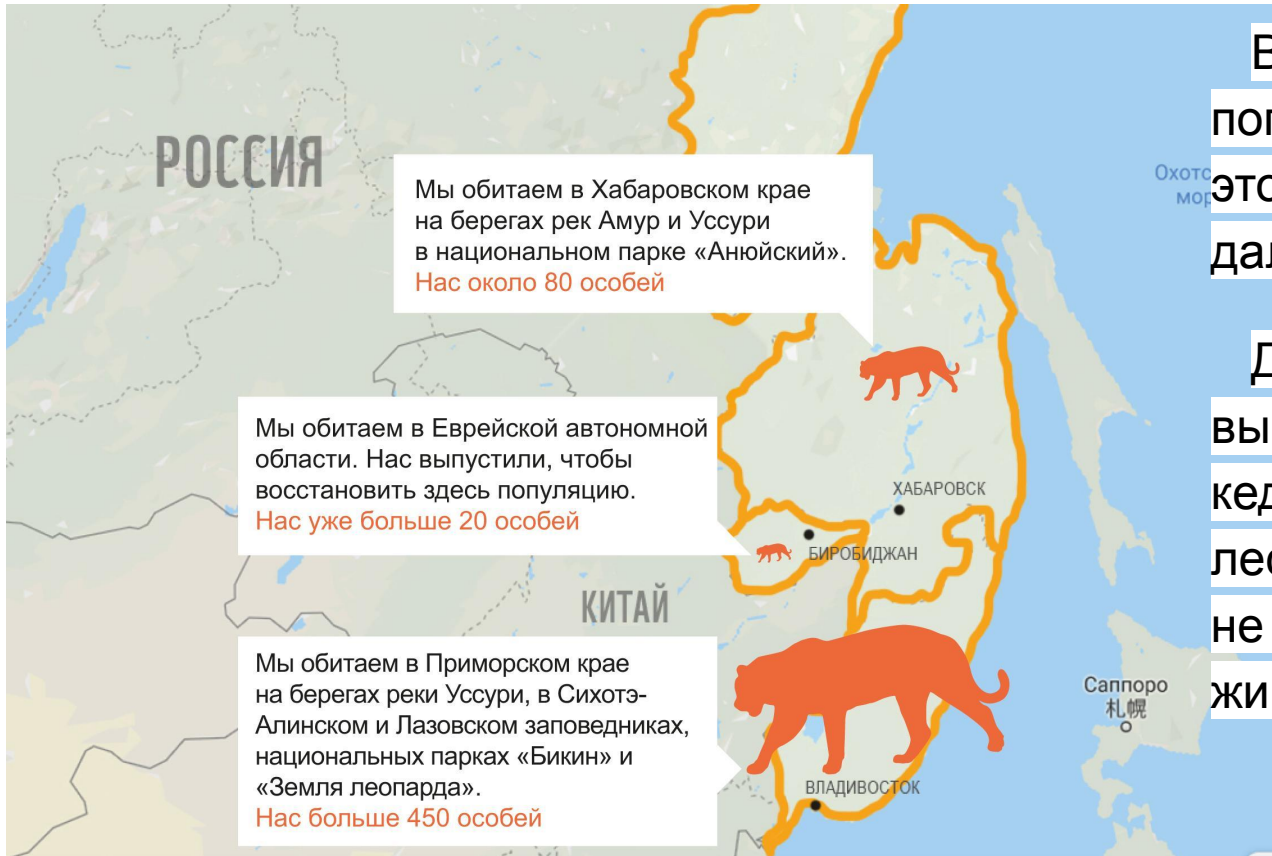 РОССИЯ
Мы обитаем в Хабаровском крае
на берегах рек Амур и Уссури
в национальном парке «Анюйский».
Нас около 80 особей
Мы обитаем в Еврейской автономной
области. Нас выпустили, чтобы
восстановить здесь популяцию.
Нас уже больше 20 особей
ХАБАРОВСК
БИРОБИДЖАН
КИТАЙ
Мы обитаем в Приморском крае
на берегах реки Уссури, в Сихотэ-
Алинском и Лазовском заповедниках,
национальных парках «Бикин» и
«Земля леопарда».
Нас больше 450 особей
ВЛАДИВОСТОК
Саппоро
札幌
не